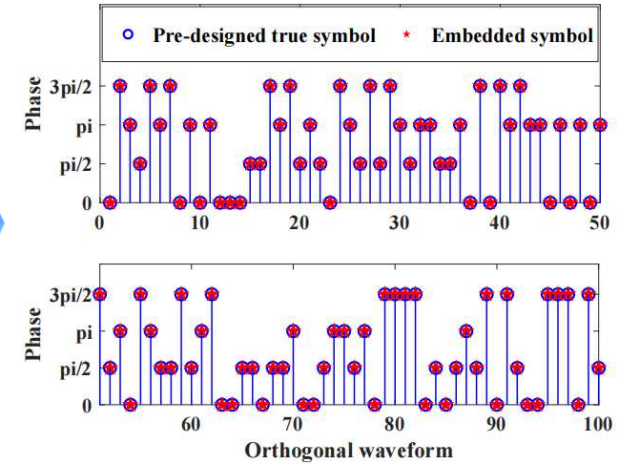 Pre-designed true symbol Embedded symbol
3pi/2
pi
pi/2
0
Phase
0 10 20 30 40 50
3pi/2
pi
pi/2
0
Phase
60 70 80 90 100
Orthogonal waveform